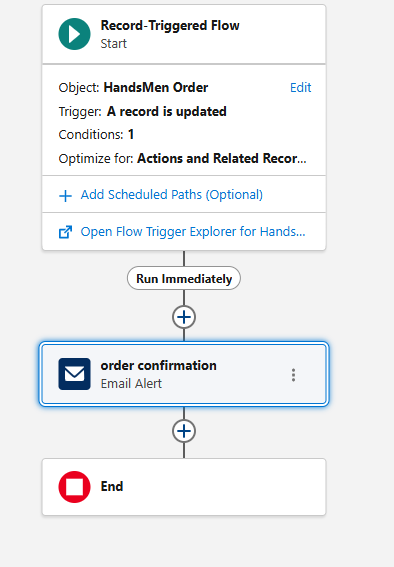 Record-Triggered Flow
Start
Object: HandsMen Order Edit
Trigger: A record is updated
Conditions: 1
Optimize for: Actions and Related Recor...
Add Scheduled Paths (Optional)
Open Flow Trigger Explorer for Hands...
Run Immediately
order confirmation
Email Alert
End